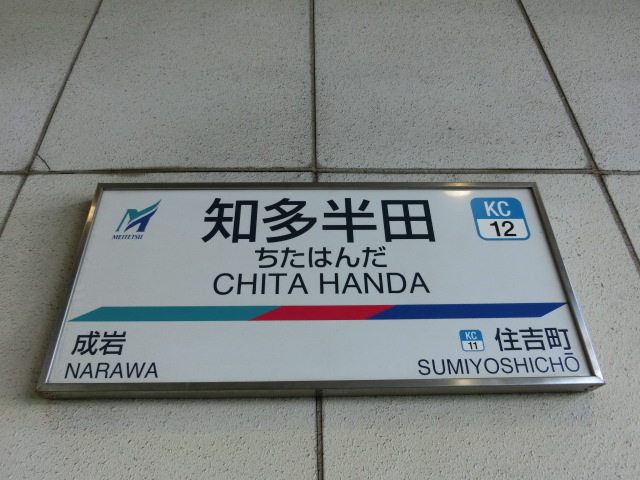 MEITETSU
知多半田
KC
12
ちたはんだ
CHITA HANDA
成岩
NARAWA
KC
11
住吉町
SUMIYOSHICHŌ